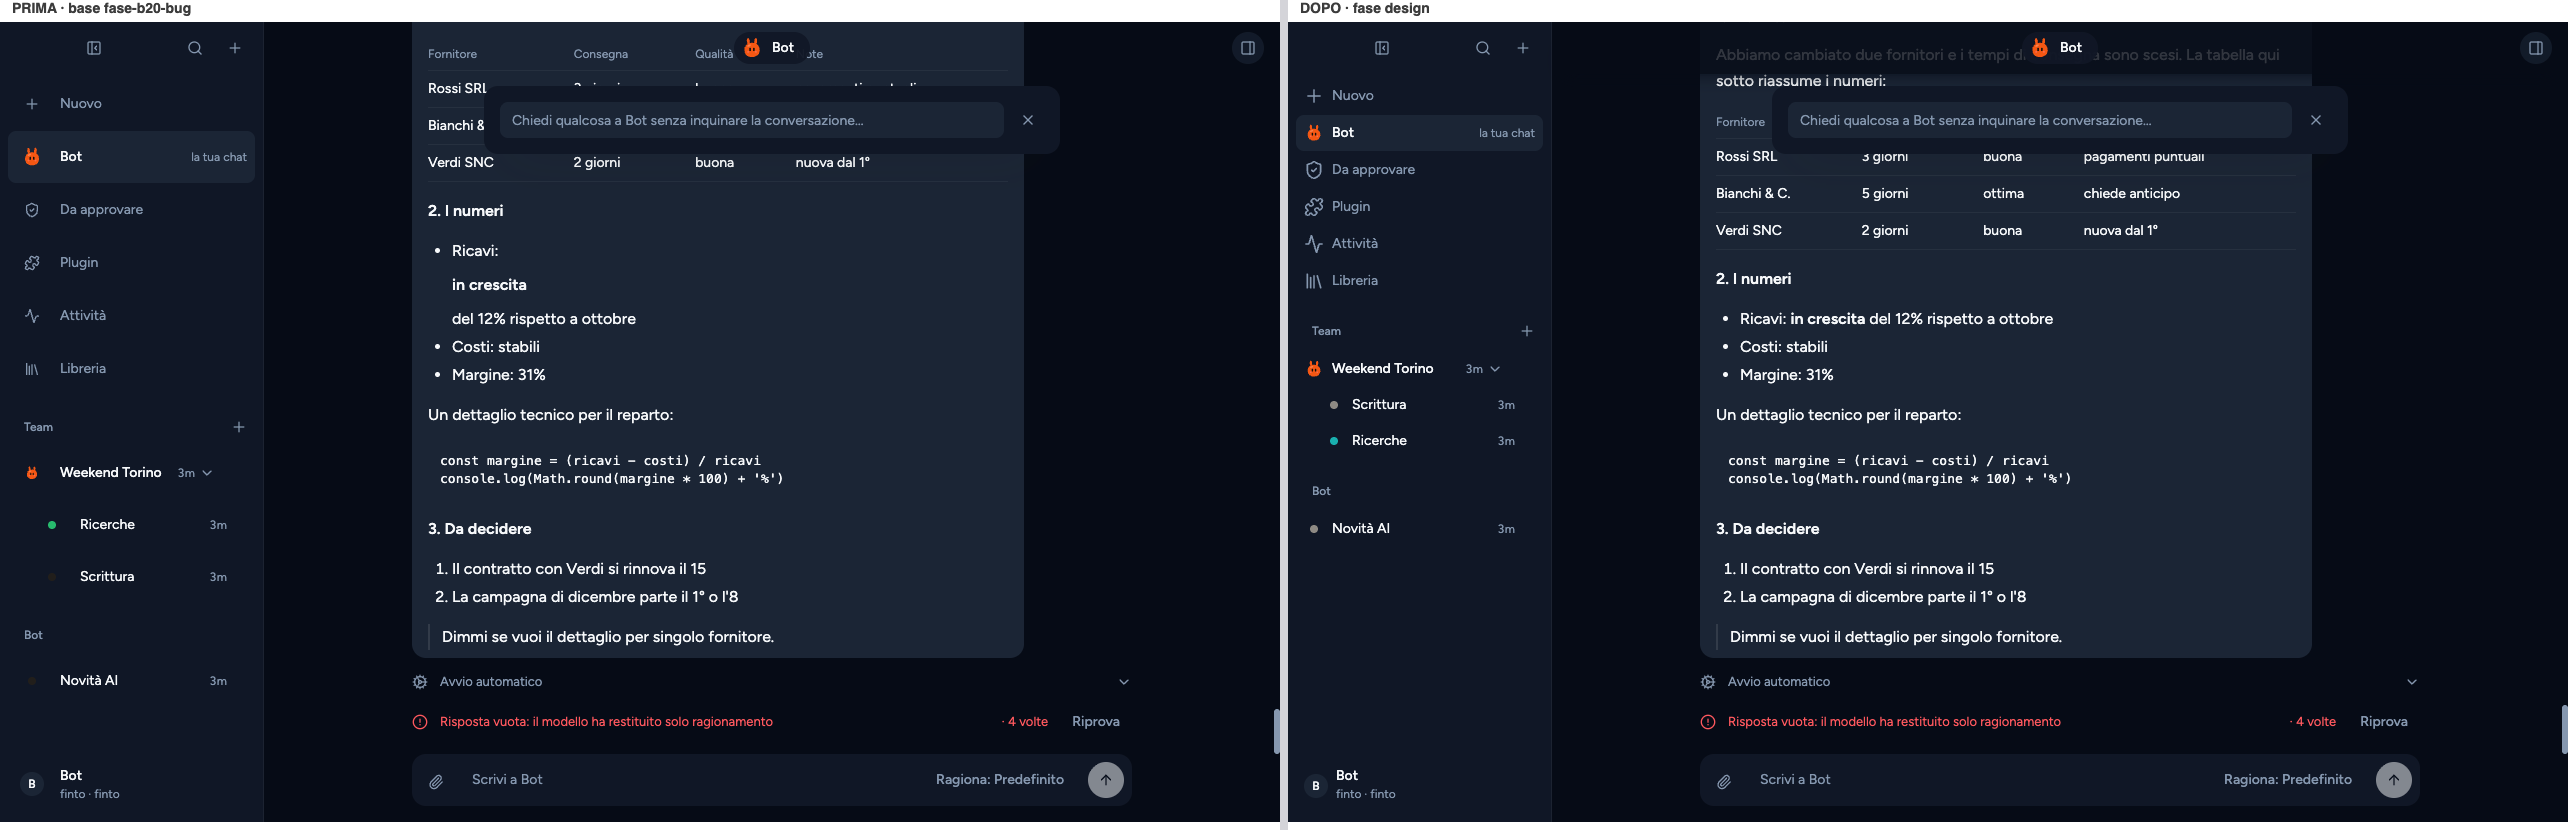 PRIMA · base fase-b20-bug
Nuovo
Bot la tua chat
Da approvare
Plugin
Attività
Libreria
Team
Weekend Torino 3m
Ricerche 3m
Scrittura 3m
Bot
Novità AI 3m
B
Bot
finto · finto
Bot
Fornitore Consegna Qualità
Rossi SRL
Chiedi qualcosa a Bot senza inquinare la conversazione...
Bianchi &
Verdi SNC 2 giorni buona nuova dal 1°
2. I numeri
• Ricavi:
in crescita
del 12% rispetto a ottobre
• Costi: stabili
• Margine: 31%
Un dettaglio tecnico per il reparto:
const margine = (ricavi − costi) / ricavi
console.log(Math.round(margine * 100) + '%')
3. Da decidere
1. Il contratto con Verdi si rinnova il 15
2. La campagna di dicembre parte il 1° o l'8
Dimmi se vuoi il dettaglio per singolo fornitore.
Avvio automatico
Risposta vuota: il modello ha restituito solo ragionamento · 4 volte Riprova
Scrivi a Bot Ragiona: Predefinito
DOPO · fase design
Nuovo
Bot la tua chat
Da approvare
Plugin
Attività
Libreria
Team
Weekend Torino 3m
Scrittura 3m
Ricerche 3m
Bot
Novità AI 3m
B
Bot
finto · finto
Bot
Abbiamo cambiato due fornitori e i tempi sono scesi. La tabella qui
sotto riassume i numeri:
Chiedi qualcosa a Bot senza inquinare la conversazione...
Fornitore
Rossi SRL 3 giorni buona pagamenti puntuali
Bianchi & C. 5 giorni ottima chiede anticipo
Verdi SNC 2 giorni buona nuova dal 1°
2. I numeri
• Ricavi: in crescita del 12% rispetto a ottobre
• Costi: stabili
• Margine: 31%
Un dettaglio tecnico per il reparto:
const margine = (ricavi − costi) / ricavi
console.log(Math.round(margine * 100) + '%')
3. Da decidere
1. Il contratto con Verdi si rinnova il 15
2. La campagna di dicembre parte il 1° o l'8
Dimmi se vuoi il dettaglio per singolo fornitore.
Avvio automatico
Risposta vuota: il modello ha restituito solo ragionamento · 4 volte Riprova
Scrivi a Bot Ragiona: Predefinito